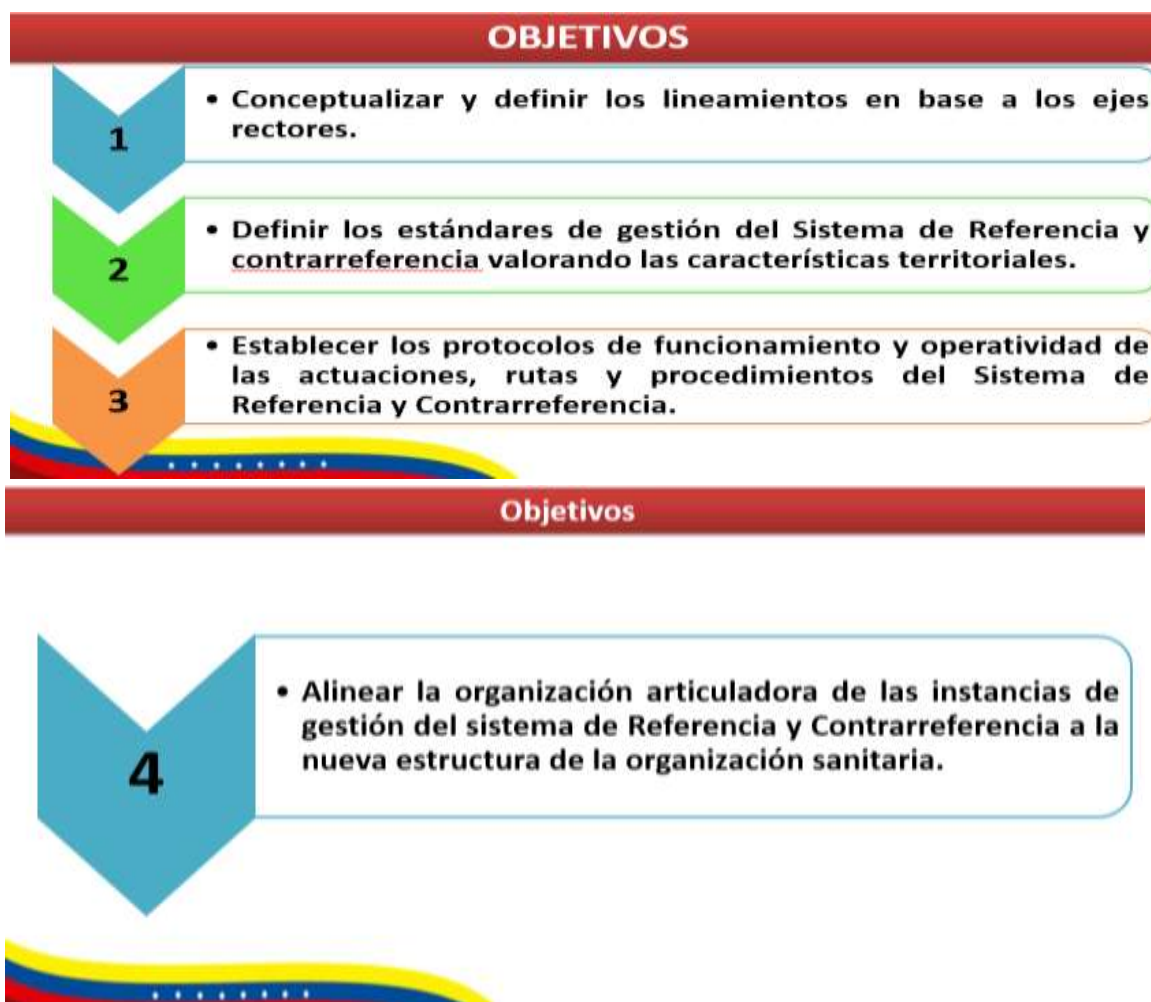 OBJETIVOS
1
• Conceptualizar y definir los lineamientos en base a los ejes
rectores.
2
• Definir los estándares de gestión del Sistema de Referencia y
contrarreferencia valorando las características territoriales.
3
• Establecer los protocolos de funcionamiento y operatividad de
las actuaciones, rutas y procedimientos del Sistema de
Referencia y Contrarreferencia.
Objetivos
4
• Alinear la organización articuladora de las instancias de
gestión del sistema de Referencia y Contrarreferencia a la
nueva estructura de la organización sanitaria.